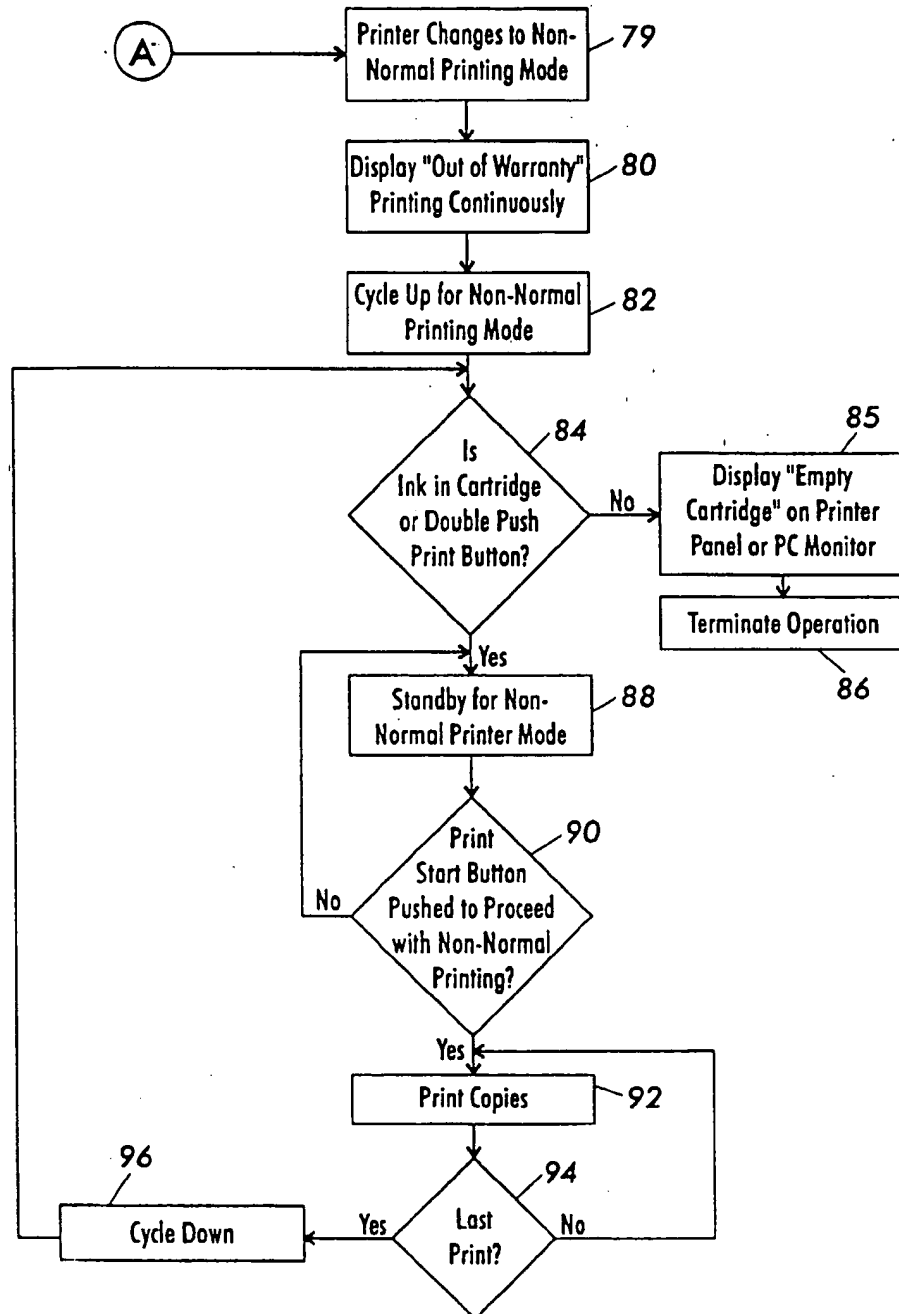 A
Printer Changes to Non-
Normal Printing Mode
79
Display "Out of Warranty"
Printing Continuously
80
Cycle Up for Non-Normal
Printing Mode
82
Is
Ink in Cartridge
or Double Push
Print Button?
84
No
85
Display "Empty
Cartridge" on Printer
Panel or PC Monitor
Terminate Operation
86
Yes
Standby for Non-
Normal Printer Mode
88
Print
Start Button
Pushed to Proceed
with Non-Normal
Printing?
90
No
Yes
Print Copies
92
Last
Print?
94
No
Yes
96
Cycle Down